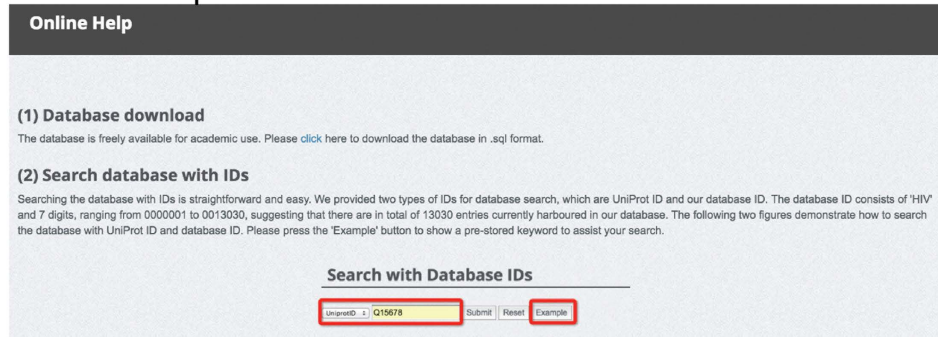 Online Help
(1) Database download
The database is freely available for academic use. Please click here to download the database in .sql format.
(2) Search database with IDs
Searching the database with IDs is straightforward and easy. We provided two types of IDs for database search, which are UniProt ID and our database ID. The database ID consists of 'HIV'
and 7 digits, ranging from 0000001 to 0013030, suggesting that there are in total of 13030 entries currently harboured in our database. The following two figures demonstrate how to search
the database with UniProt ID and database ID. Please press the 'Example' button to show a pre-stored keyword to assist your search.
Search with Database IDs
UniprotID Q15678 Submit Reset Example